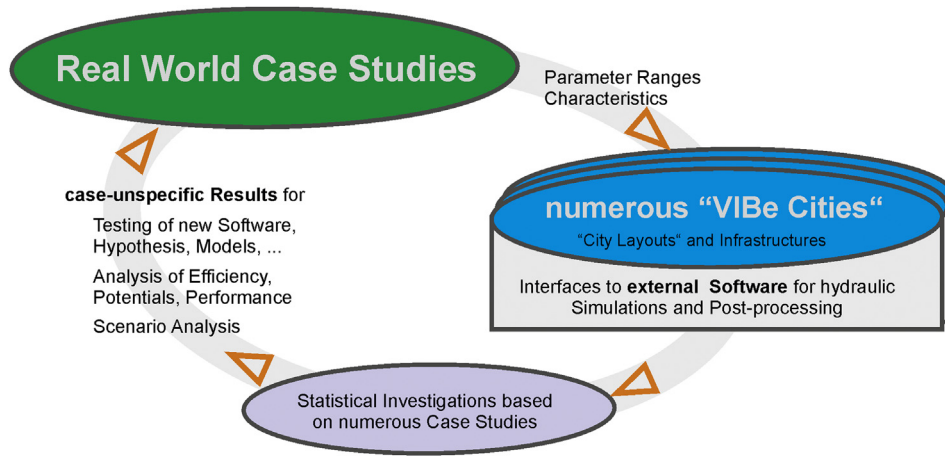 Real World Case Studies
Parameter Ranges
Characteristics
numerous “VIBe Cities“
“City Layouts“ and Infrastructures
Interfaces to external Software for hydraulic
Simulations and Post-processing
Statistical Investigations based
on numerous Case Studies
case-unspecific Results for
Testing of new Software,
Hypothesis, Models, ...
Analysis of Efficiency,
Potentials, Performance
Scenario Analysis